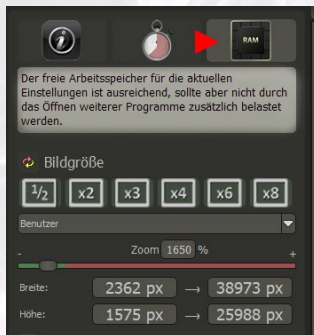 RAM
Der freie Arbeitsspeicher für die aktuellen
Einstellungen ist ausreichend, sollte aber nicht durch
das Öffnen weiterer Programme zusätzlich belastet
werden.
Bildgröße
1/2 x2 x3 x4 x6 x8
Benutzer
- Zoom 1650 % +
Breite: 2362 px → 38973 px
Höhe: 1575 px → 25988 px